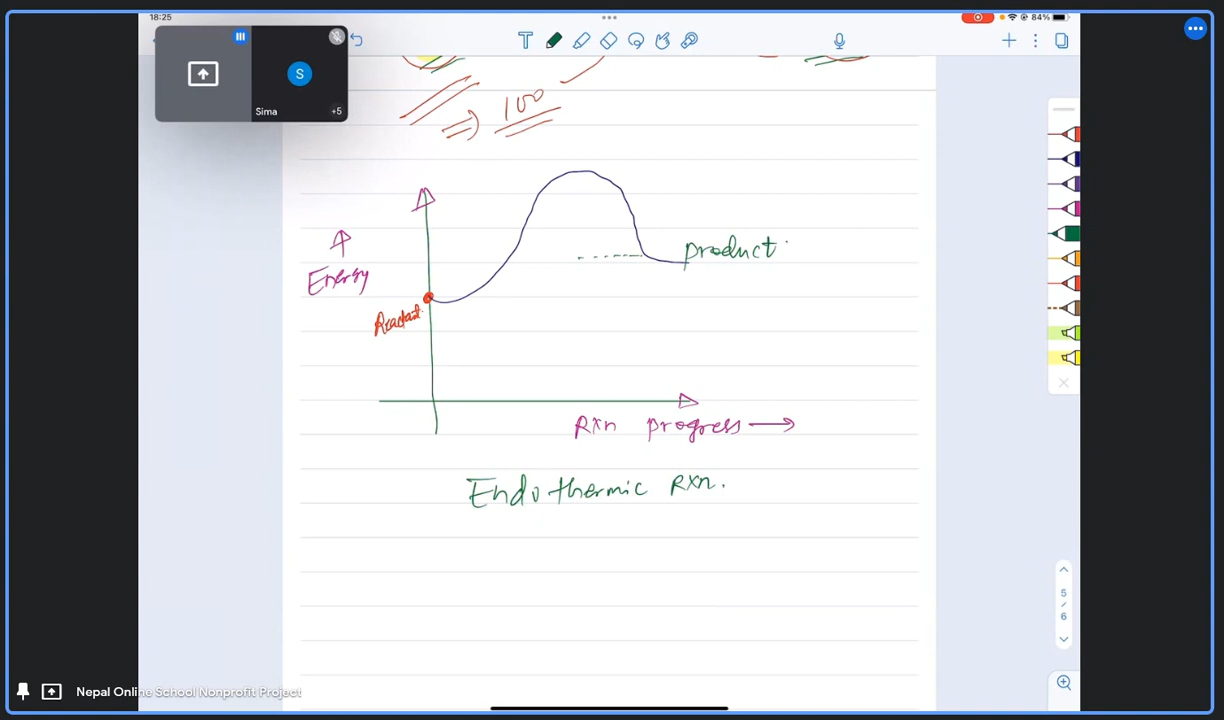 18:25
84%
T
S
Sima
+5
⇒ 100
Energy
product
Reactant
Rxn progress
Endothermic Rxn.
5
/
6
Nepal Online School Nonprofit Project